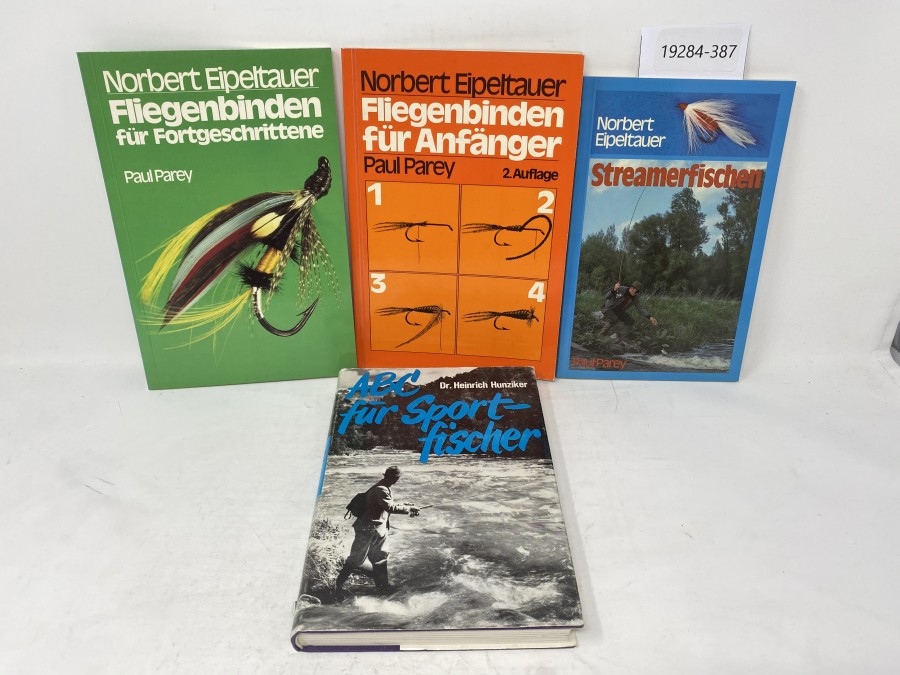 19284-387
Norbert Eipeltauer
Fliegenbinden
für Fortgeschrittene
Paul Parey
Norbert Eipeltauer
Fliegenbinden
für Anfänger
Paul Parey
2. Auflage
1
2
3
4
Norbert
Eipeltauer
Streamerfischen
Paul Parey
ABC
Dr. Heinrich Hunziker
für Sport-
fischer